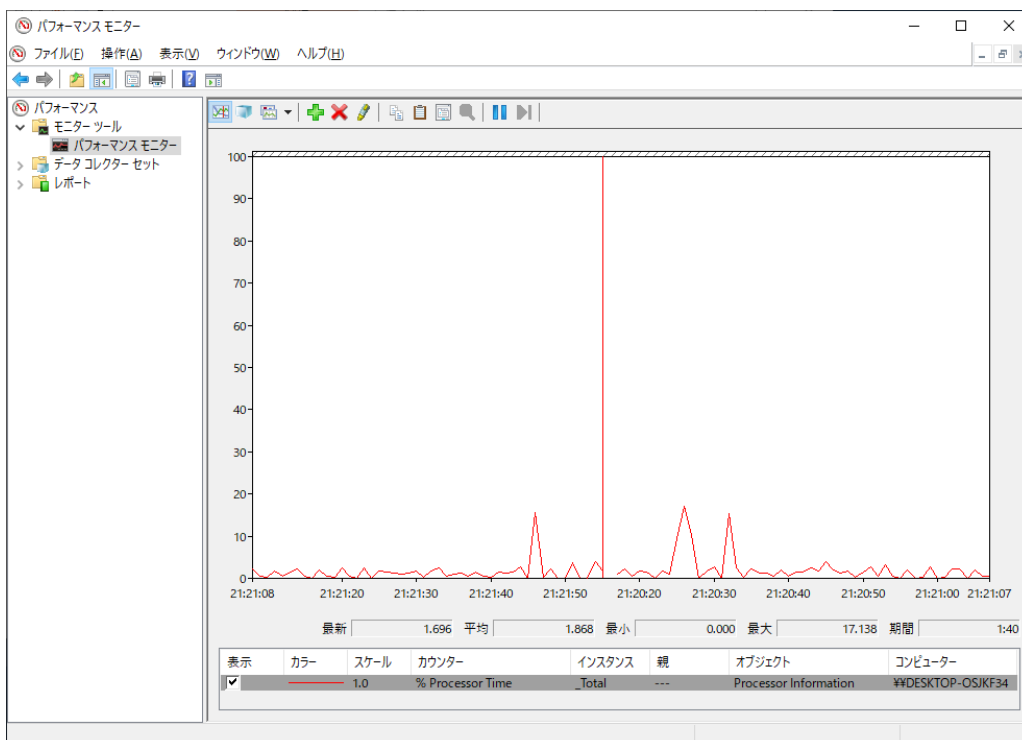 パフォーマンス モニター
ファイル(F) 操作(A) 表示(V) ウィンドウ(W) ヘルプ(H)
パフォーマンス
モニター ツール
パフォーマンス モニター
データ コレクター セット
レポート
100
90
80
70
60
50
40
30
20
10
0
21:21:08 21:21:20 21:21:30 21:21:40 21:21:50 21:20:20 21:20:30 21:20:40 21:20:50 21:21:00 21:21:07
最新 1.696 平均 1.868 最小 0.000 最大 17.138 期間 1:40
表示 カラー スケール カウンター インスタンス 親 オブジェクト コンピューター
1.0 % Processor Time _Total --- Processor Information ¥¥DESKTOP-OSJKF34